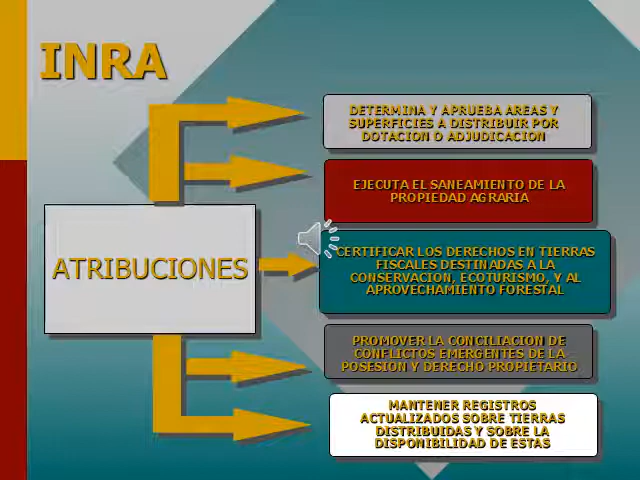 INRA
ATRIBUCIONES
DETERMINA Y APRUEBA AREAS Y
SUPERFICIES A DISTRIBUIR POR
DOTACION O ADJUDICACION
EJECUTA EL SANEAMIENTO DE LA
PROPIEDAD AGRARIA
CERTIFICAR LOS DERECHOS EN TIERRAS
FISCALES DESTINADAS A LA
CONSERVACION, ECOTURISMO, Y AL
APROVECHAMIENTO FORESTAL
PROMOVER LA CONCILIACION DE
CONFLICTOS EMERGENTES DE LA
POSESION Y DERECHO PROPIETARIO
MANTENER REGISTROS
ACTUALIZADOS SOBRE TIERRAS
DISTRIBUIDAS Y SOBRE LA
DISPONIBILIDAD DE ESTAS